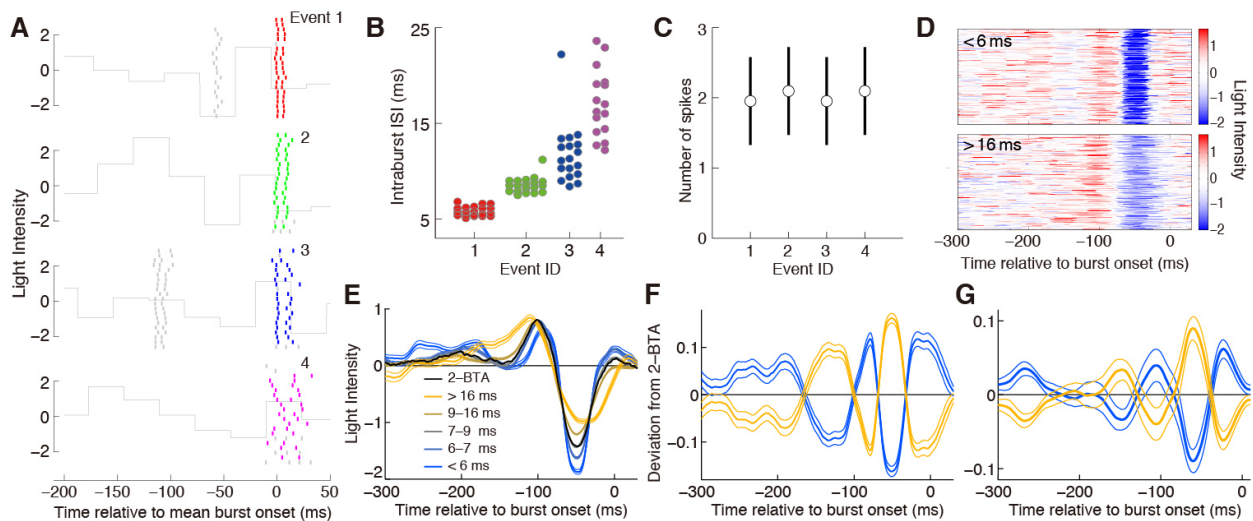 A
Event 1
2
0
-2
2
2
0
-2
3
2
0
-2
4
2
0
-2
Light Intensity
-200 -150 -100 -50 0 50
Time relative to mean burst onset (ms)
B
25
15
5
Intraburst ISI (ms)
1 2 3 4
Event ID
C
3
2
1
0
Number of spikes
1 2 3 4
Event ID
D
< 6 ms
> 16 ms
1
0
-1
-2
1
0
-1
-2
Light Intensity
-300 -200 -100 0
Time relative to burst onset (ms)
E
1
0
-1
-2
Light Intensity
2-BTA
> 16 ms
9-16 ms
7-9 ms
6-7 ms
< 6 ms
-300 -200 -100 0
Time relative to burst onset (ms)
F
0.1
0
-0.1
Deviation from 2-BTA
-300 -200 -100 0
Time relative to burst onset (ms)
G
0.1
0
-0.1
-300 -200 -100 0
Time relative to burst onset (ms)